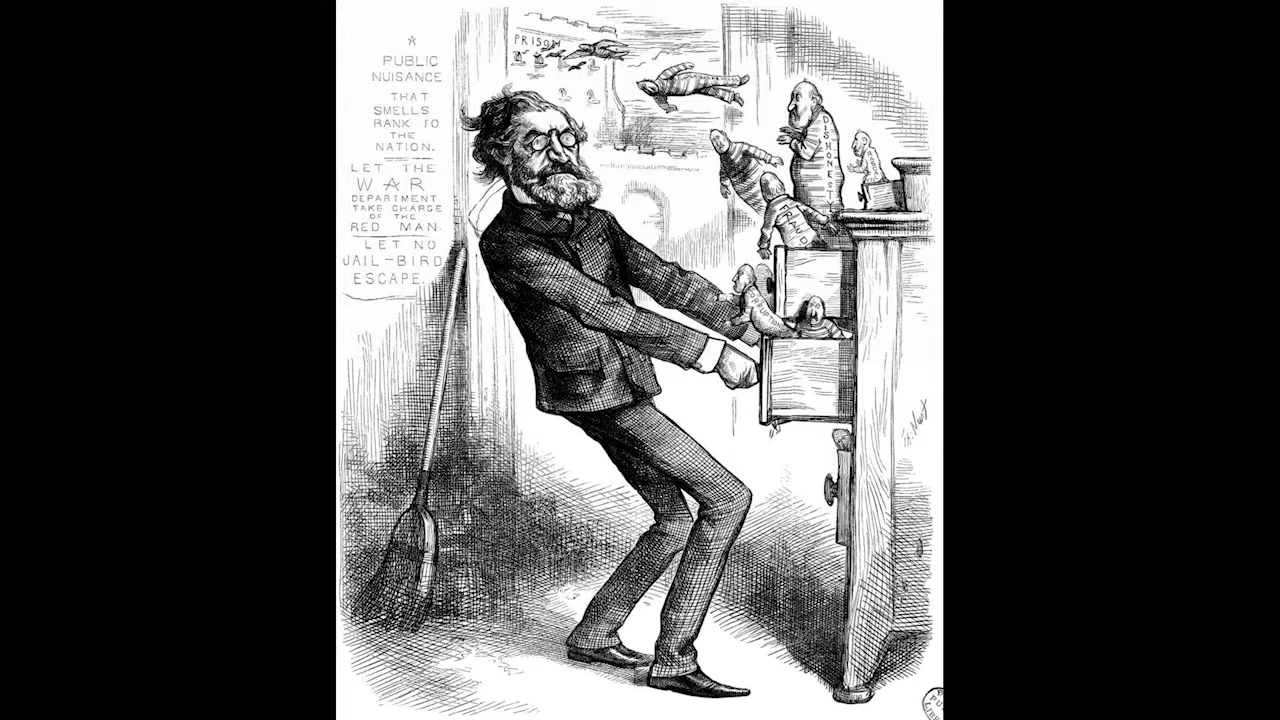 PUBLIC
NUISANCE
THAT
SMELLS
RANK TO
THE
NATION.
LET THE
WAR
DEPARTMENT
TAKE CHARGE
OF THE
RED MAN.
LET NO
JAIL-BIRD
ESCAPE.
PRISON
DISHONEST